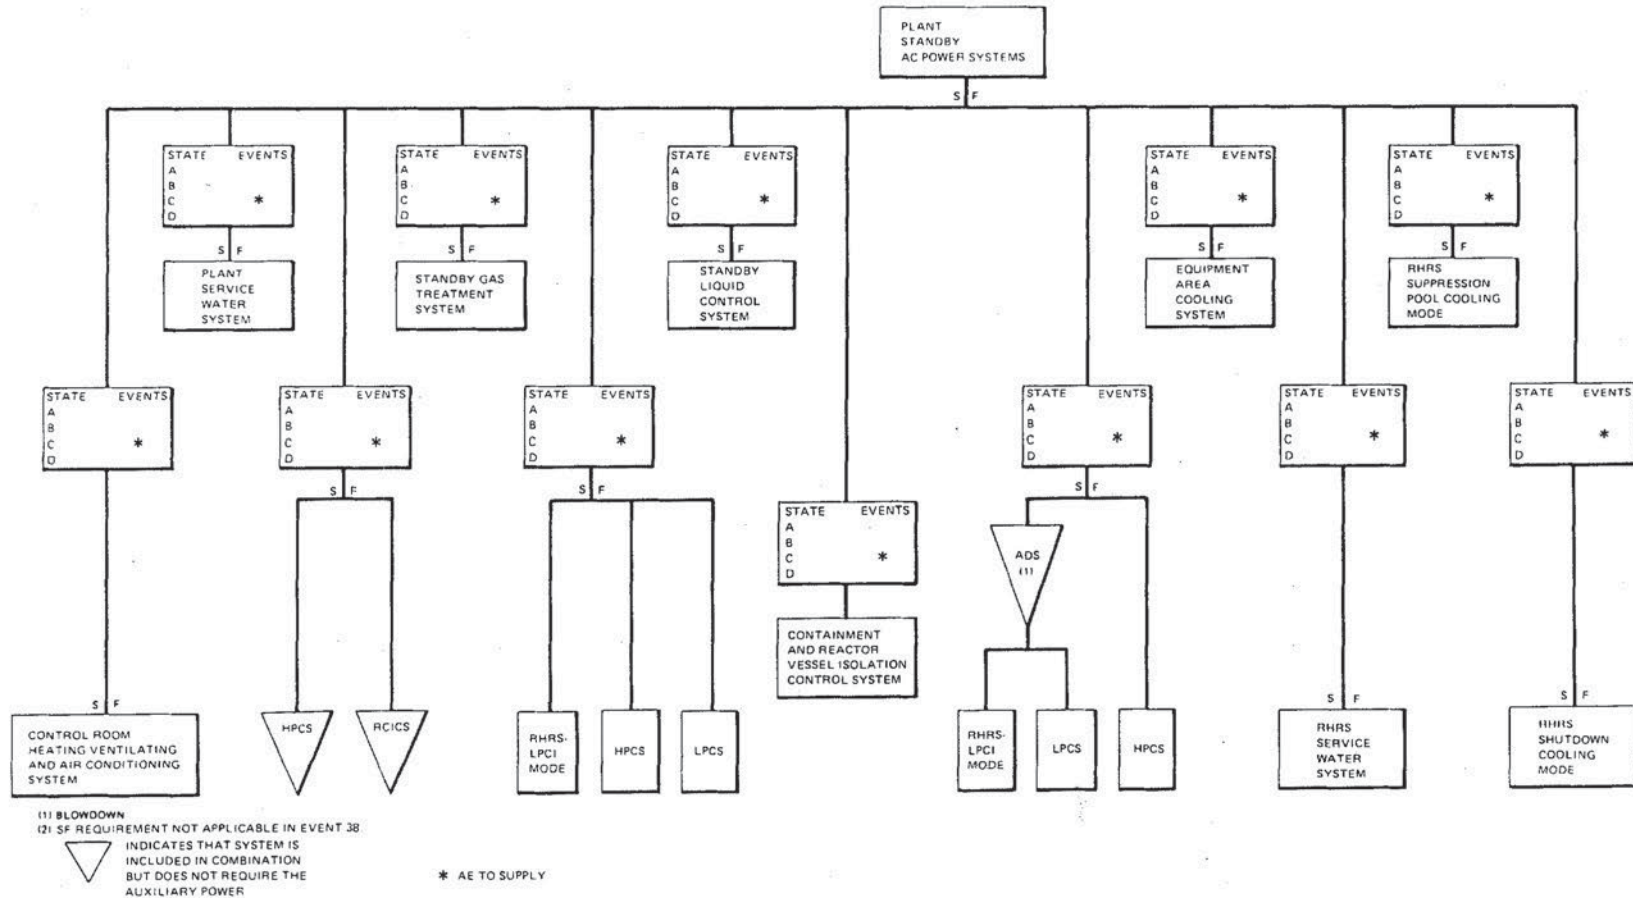 PLANT
STANDBY
AC POWER SYSTEMS
S F
STATE EVENTS
A
B
C *
D
S F
PLANT
SERVICE
WATER
SYSTEM
STATE EVENTS
A
B
C *
D
S F
STANDBY GAS
TREATMENT
SYSTEM
STATE EVENTS
A
B
C *
D
S F
STANDBY
LIQUID
CONTROL
SYSTEM
STATE EVENTS
A
B
C *
D
S F
EQUIPMENT
AREA
COOLING
SYSTEM
STATE EVENTS
A
B
C *
D
S F
RHRS
SUPPRESSION
POOL COOLING
MODE
STATE EVENTS
A
B
C *
D
S F
CONTROL ROOM
HEATING VENTILATING
AND AIR CONDITIONING
SYSTEM
STATE EVENTS
A
B
C *
D
S F
HPCS
RCICS
STATE EVENTS
A
B
C *
D
S F
RHRS-
LPCI
MODE
HPCS
LPCS
STATE EVENTS
A
B
C *
D
CONTAINMENT
AND REACTOR
VESSEL ISOLATION
CONTROL SYSTEM
STATE EVENTS
A
B
C *
D
S F
ADS
(1)
RHRS-
LPCI
MODE
LPCS
HPCS
STATE EVENTS
A
B
C *
D
S F
RHRS
SERVICE
WATER
SYSTEM
STATE EVENTS
A
B
C *
D
S F
RHRS
SHUTDOWN
COOLING
MODE
(1) BLOWDOWN
(2) SF REQUIREMENT NOT APPLICABLE IN EVENT 38
INDICATES THAT SYSTEM IS
INCLUDED IN COMBINATION
BUT DOES NOT REQUIRE THE
AUXILIARY POWER
* AE TO SUPPLY